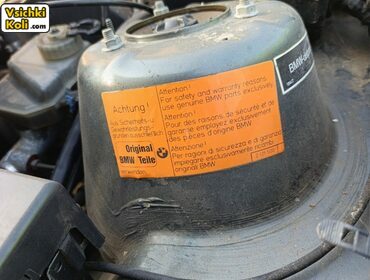 Vsichki
Koli.com
Achtung!
Aus Sicherheits- u.
Gewährleistungs-
gründen ausschließlich
Original
BMW Teile
verwenden.
Attention!
For safety and warranty reasons
use genuine BMW parts exclusively
Attention!
Pour des raisons de sécurité et de
garantie employez exclusivement
des pièces d'origine BMW
Attenzione!
Per ragioni di sicurezza e di garanzia
impiegare esclusivamente ricambi
originali BMW